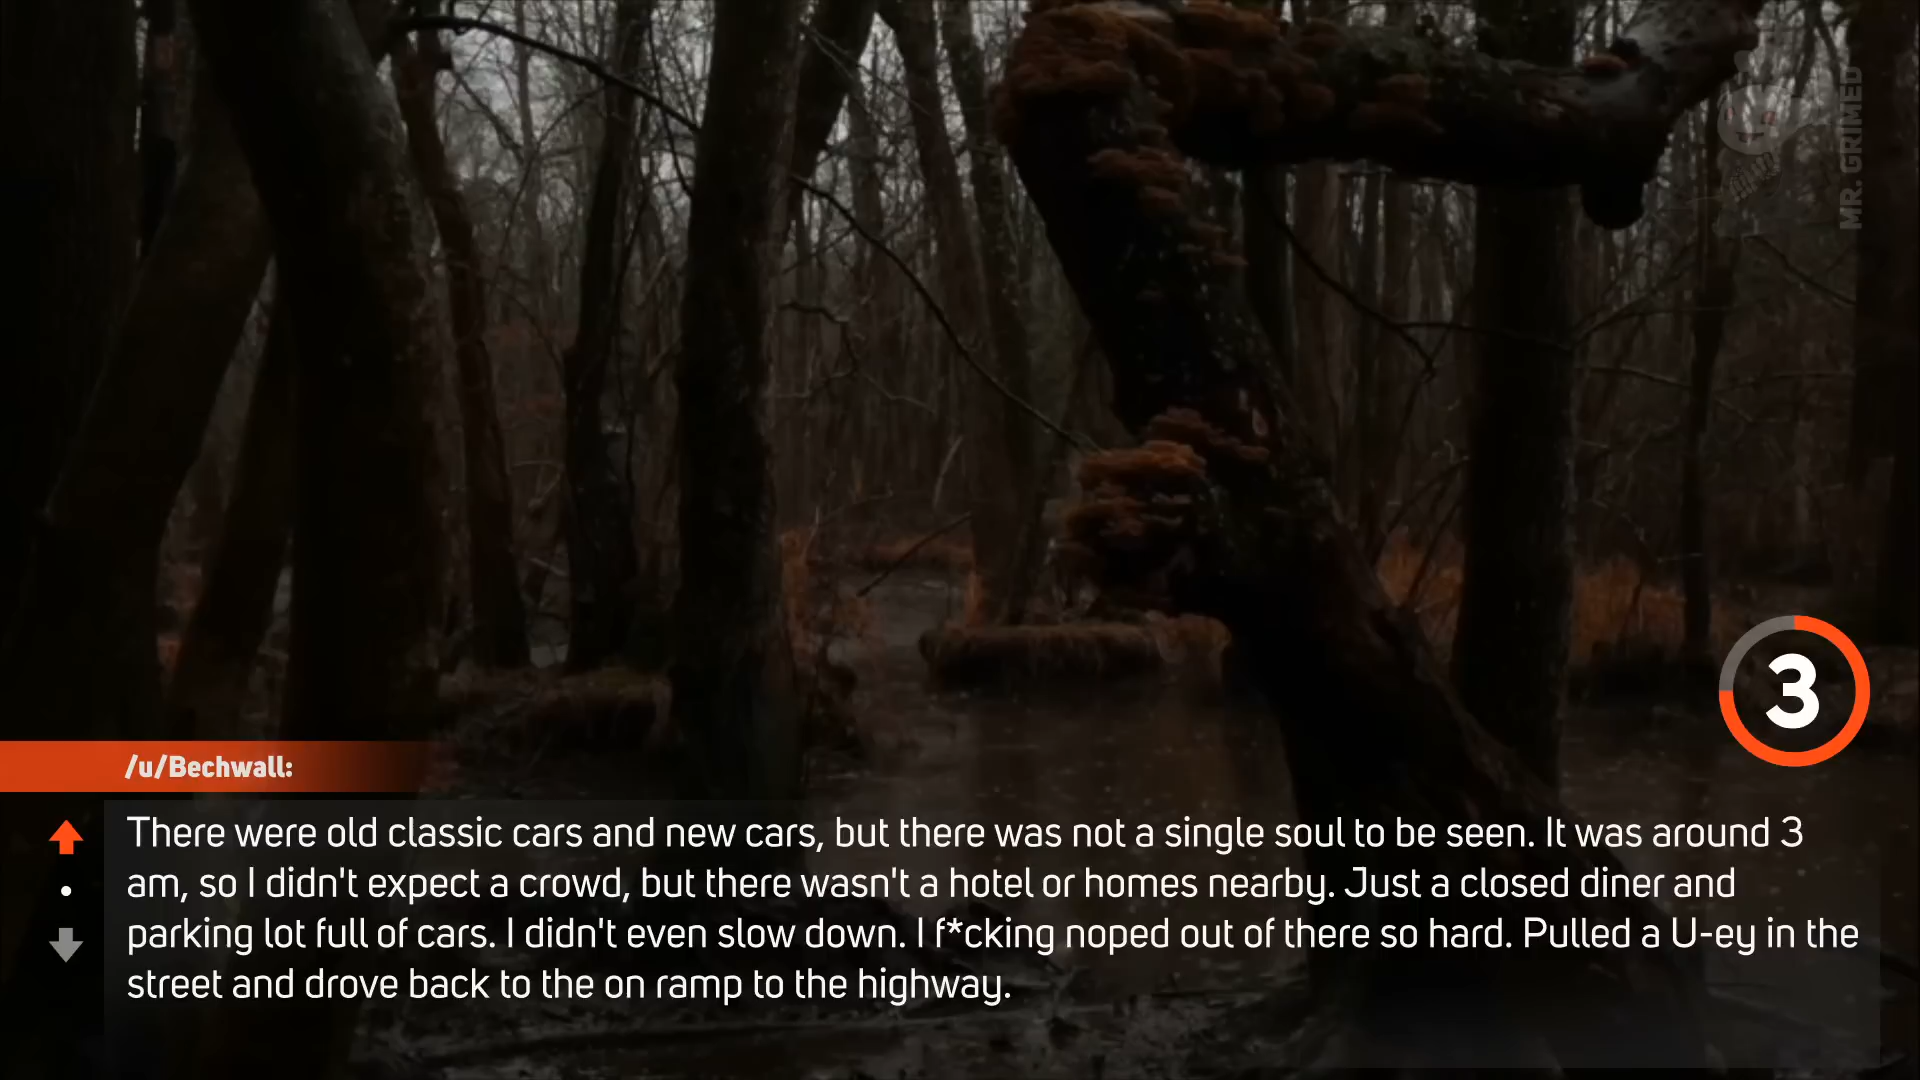 MR. GRIMED
3
/u/Bechwall:
There were old classic cars and new cars, but there was not a single soul to be seen. It was around 3
am, so I didn't expect a crowd, but there wasn't a hotel or homes nearby. Just a closed diner and
parking lot full of cars. I didn't even slow down. I f*cking noped out of there so hard. Pulled a U-ey in the
street and drove back to the on ramp to the highway.